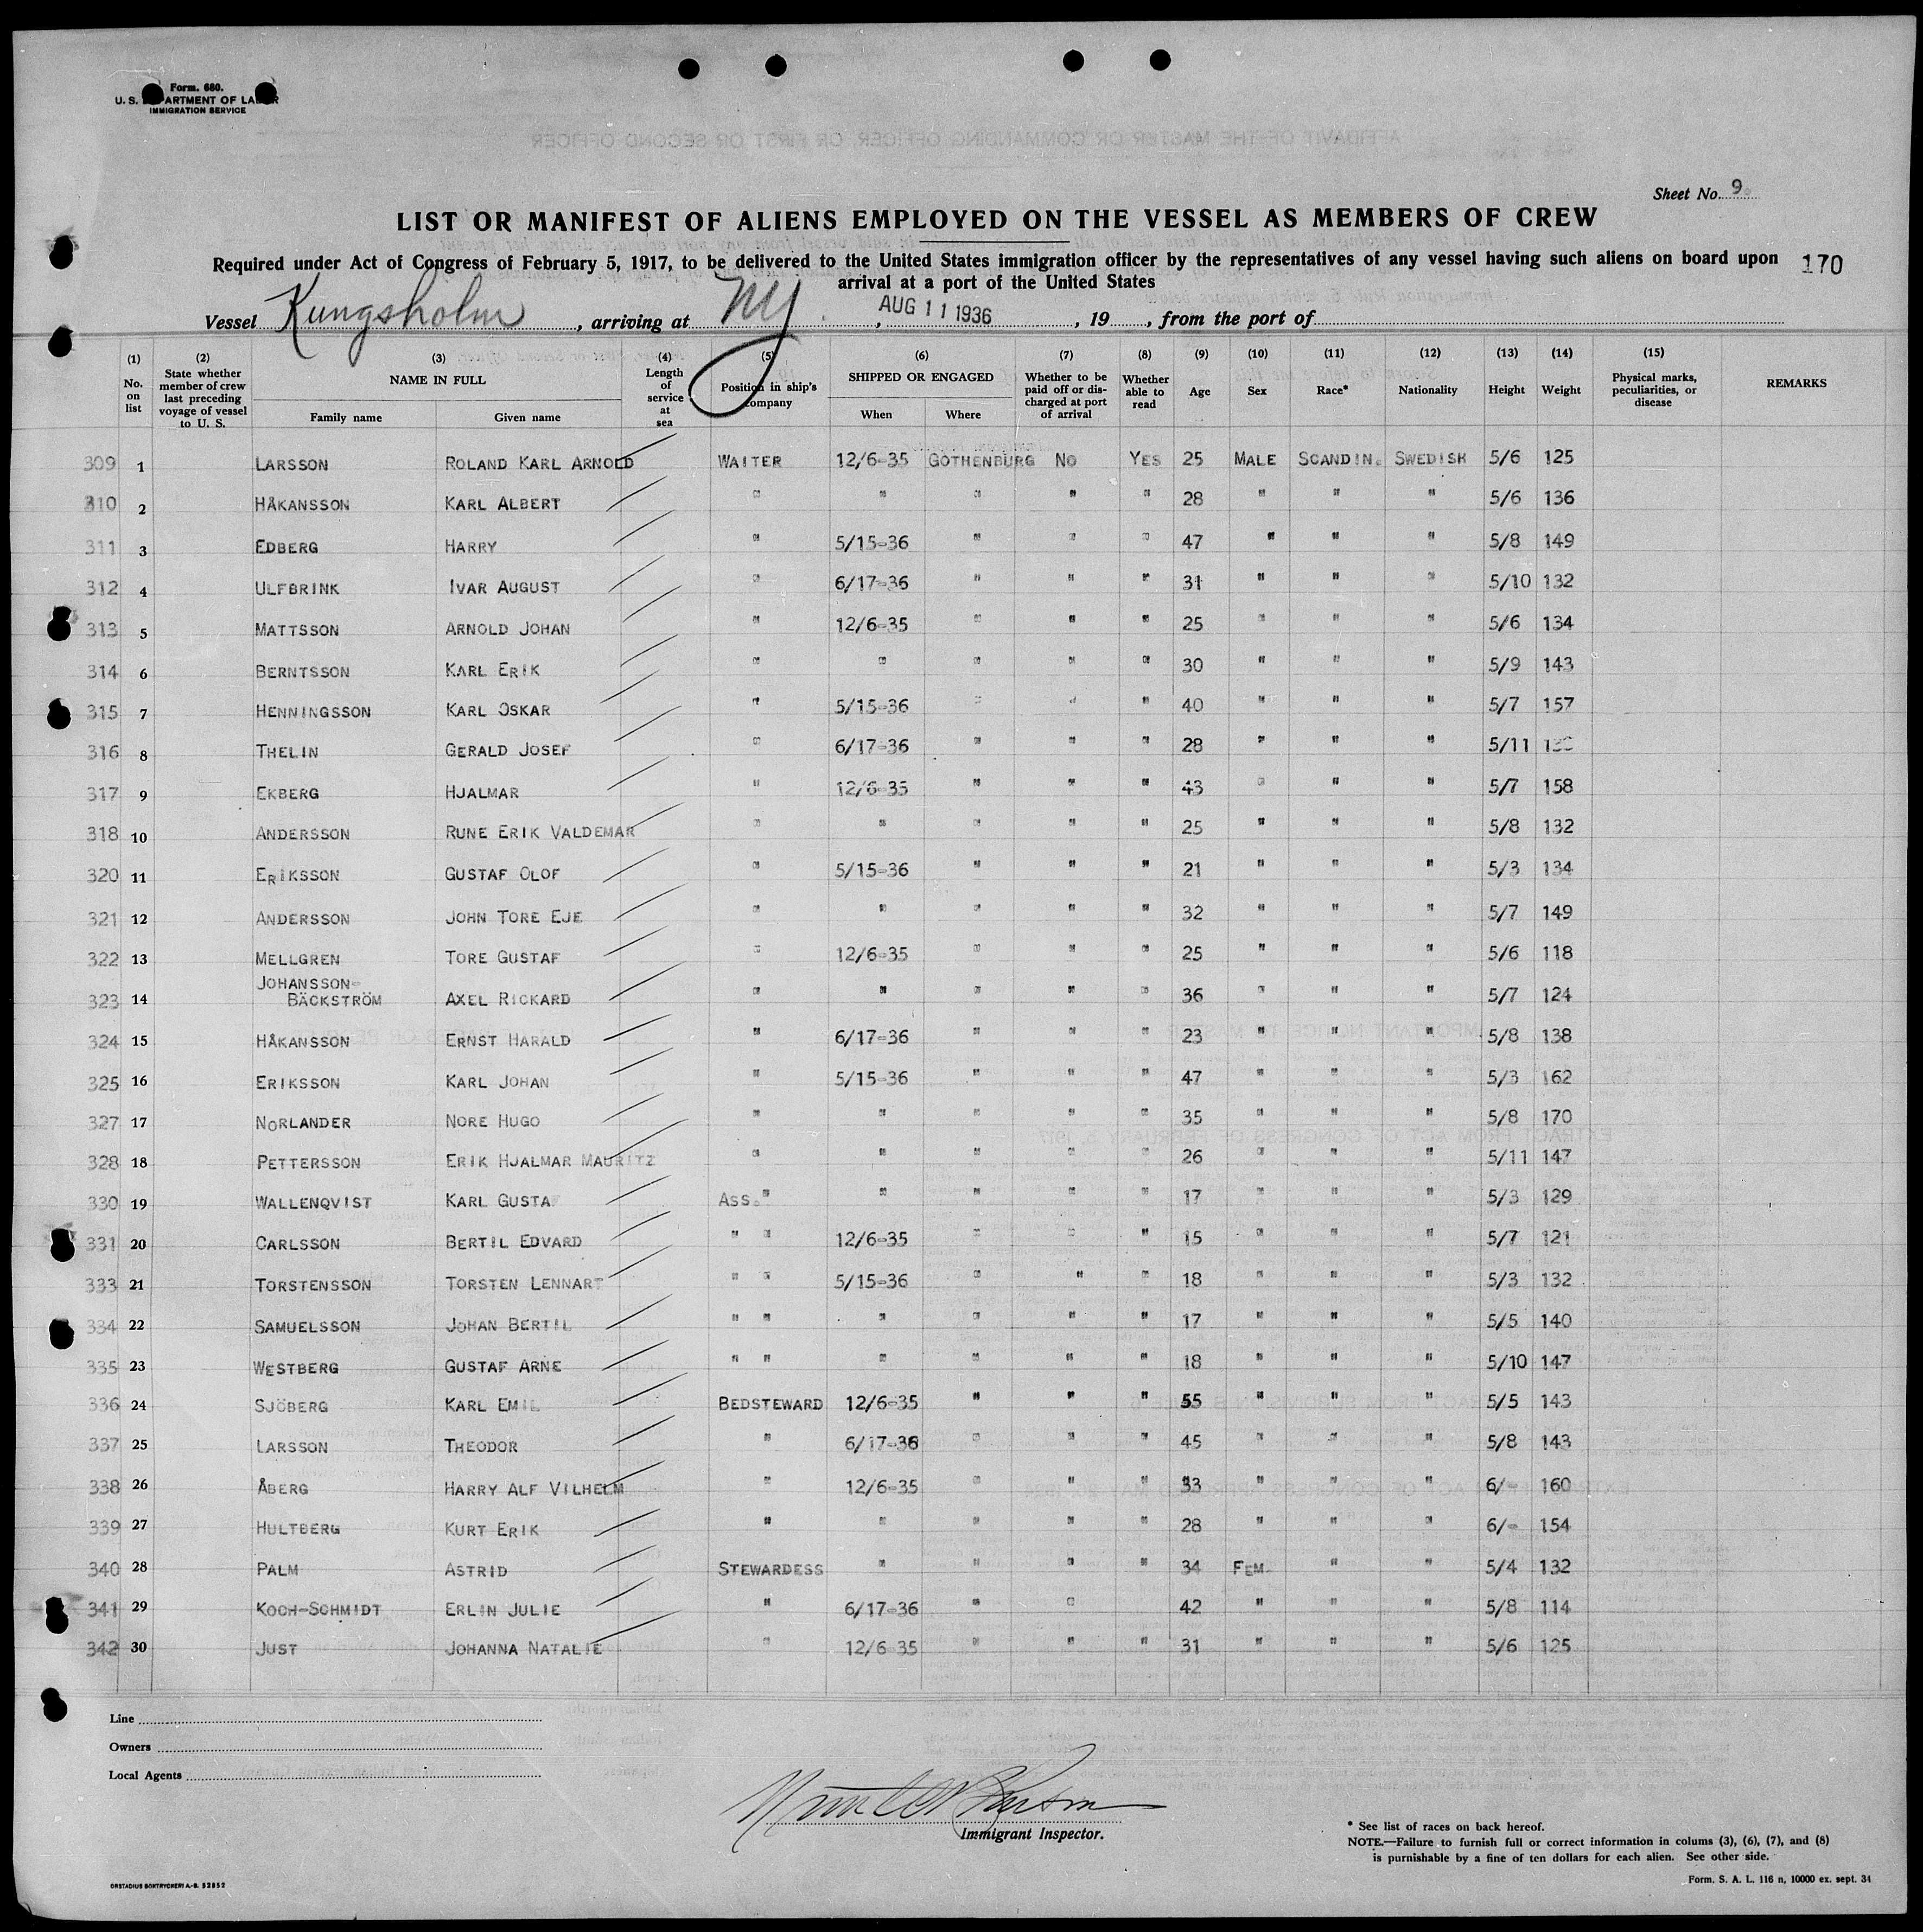 Form. 680.
U. S. DEPARTMENT OF LABOR
IMMIGRATION SERVICE
Sheet No. 9
LIST OR MANIFEST OF ALIENS EMPLOYED ON THE VESSEL AS MEMBERS OF CREW
Required under Act of Congress of February 5, 1917, to be delivered to the United States immigration officer by the representatives of any vessel having such aliens on board upon
arrival at a port of the United States
170
Vessel Kungsholm, arriving at NY, AUG 11 1936, 19, from the port of
(1) (2) (3) (4) (5) (6) (7) (8) (9) (10) (11) (12) (13) (14) (15)
No. on list State whether member of crew last preceding voyage of vessel to U. S. NAME IN FULL Family name Given name Length of service at sea Position in ship's company SHIPPED OR ENGAGED When Where Whether to be paid off or discharged at port of arrival Whether able to read Age Sex Race* Nationality Height Weight Physical marks, peculiarities, or disease REMARKS
309 1 LARSSON ROLAND KARL ARNOLD WAITER 12/6-35 GOTHENBURG NO YES 25 MALE SCANDIN. SWEDISH 5/6 125
310 2 HÅKANSSON KARL ALBERT " " " " " 28 " " " 5/6 136
311 3 EDBERG HARRY " 5/15-36 " " " 47 " " " 5/8 149
312 4 ULFBRINK IVAR AUGUST " 6/17-36 " " " 31 " " " 5/10 132
313 5 MATTSSON ARNOLD JOHAN " 12/6-35 " " " 25 " " " 5/6 134
314 6 BERNTSSON KARL ERIK " " " " " 30 " " " 5/9 143
315 7 HENNINGSSON KARL OSKAR " 5/15-36 " " " 40 " " " 5/7 157
316 8 THELIN GERALD JOSEF " 6/17-36 " " " 28 " " " 5/11
317 9 EKBERG HJALMAR " 12/6-35 " " " 43 " " " 5/7 158
318 10 ANDERSSON RUNE ERIK VALDEMAR " " " " " 25 " " " 5/8 132
320 11 ERIKSSON GUSTAF OLOF " 5/15-36 " " " 21 " " " 5/3 134
321 12 ANDERSSON JOHN TORE EJE " " " " " 32 " " " 5/7 149
322 13 MELLGREN TORE GUSTAF " 12/6-35 " " " 25 " " " 5/6 118
JOHANSSON-
323 14 BÄCKSTRÖM AXEL RICKARD " " " " " 36 " " " 5/7 124
324 15 HÅKANSSON ERNST HARALD " 6/17-36 " " " 23 " " " 5/8 138
325 16 ERIKSSON KARL JOHAN " 5/15-36 " " " 47 " " " 5/3 162
327 17 NORLANDER NORE HUGO " " " " " 35 " " " 5/8 170
328 18 PETTERSSON ERIK HJALMAR MAURITZ " " " " " 26 " " " 5/11 147
330 19 WALLENQVIST KARL GUSTAF ASS. " " " " " 17 " " " 5/3 129
331 20 CARLSSON BERTIL EDVARD " " 12/6-35 " " " 15 " " " 5/7 121
333 21 TORSTENSSON TORSTEN LENNART " " 5/15-36 " " " 18 " " " 5/3 132
334 22 SAMUELSSON JOHAN BERTIL " " " " " " 17 " " " 5/5 140
335 23 WESTBERG GUSTAF ARNE " " " " " " 18 " " " 5/10 147
336 24 SJÖBERG KARL EMIL BEDSTEWARD 12/6-35 " " " 55 " " " 5/5 143
337 25 LARSSON THEODOR " 6/17-36 " " " 45 " " " 5/8 143
338 26 ÅBERG HARRY ALF VILHELM " 12/6-35 " " " 33 " " " 6/- 160
339 27 HULTBERG KURT ERIK " " " " " 28 " " " 6/- 154
340 28 PALM ASTRID STEWARDESS " " " " 34 FEM. " " 5/4 132
341 29 KOCH-SCHMIDT ERLIN JULIE " 6/17-36 " " " 42 " " " 5/8 114
342 30 JUST JOHANNA NATALIE " 12/6-35 " " " 31 " " " 5/6 125
Line
Owners
Local Agents
Immigrant Inspector.
* See list of races on back hereof.
NOTE.—Failure to furnish full or correct information in colums (3), (6), (7), and (8)
is purnishable by a fine of ten dollars for each alien. See other side.
ORSTADIUS BOKTRYCKERI A.-B. 52852
Form. S. A. L. 116 n, 10000 ex. sept. 34